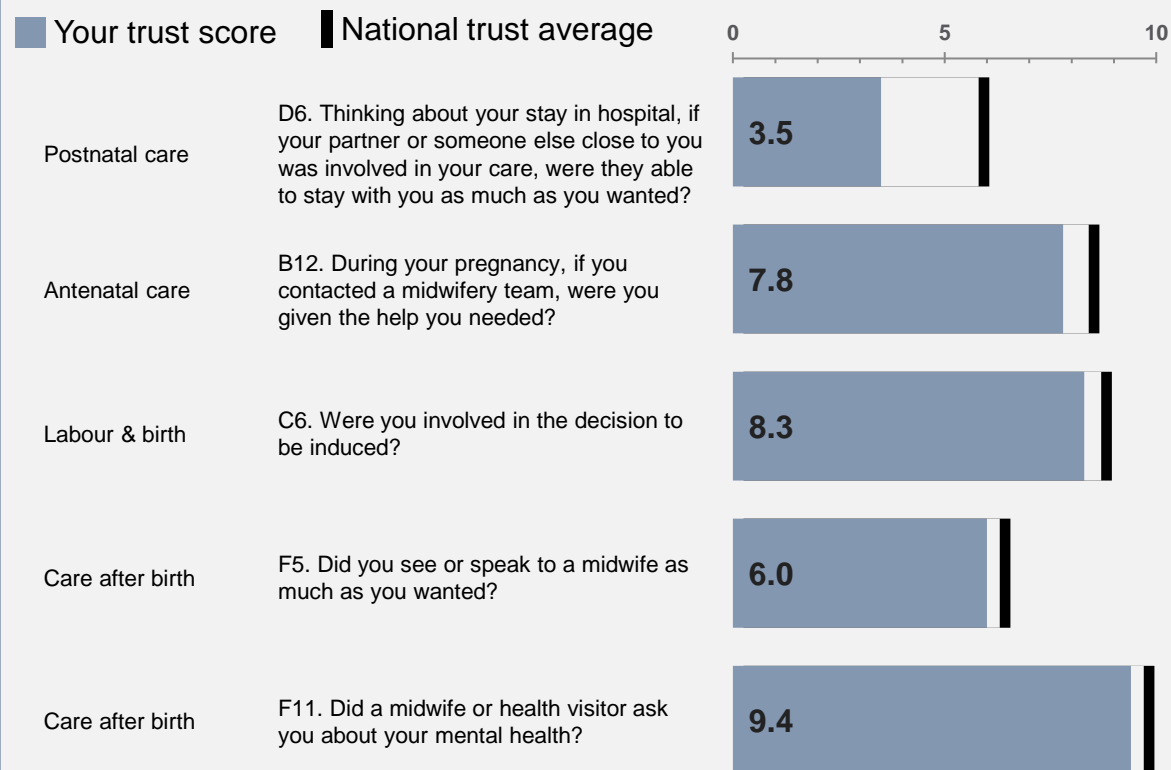 Your trust score
National trust average
0 5 10
Postnatal care
D6. Thinking about your stay in hospital, if
your partner or someone else close to you
was involved in your care, were they able
to stay with you as much as you wanted?
3.5
Antenatal care
B12. During your pregnancy, if you
contacted a midwifery team, were you
given the help you needed?
7.8
Labour & birth
C6. Were you involved in the decision to
be induced?
8.3
Care after birth
F5. Did you see or speak to a midwife as
much as you wanted?
6.0
Care after birth
F11. Did a midwife or health visitor ask
you about your mental health?
9.4